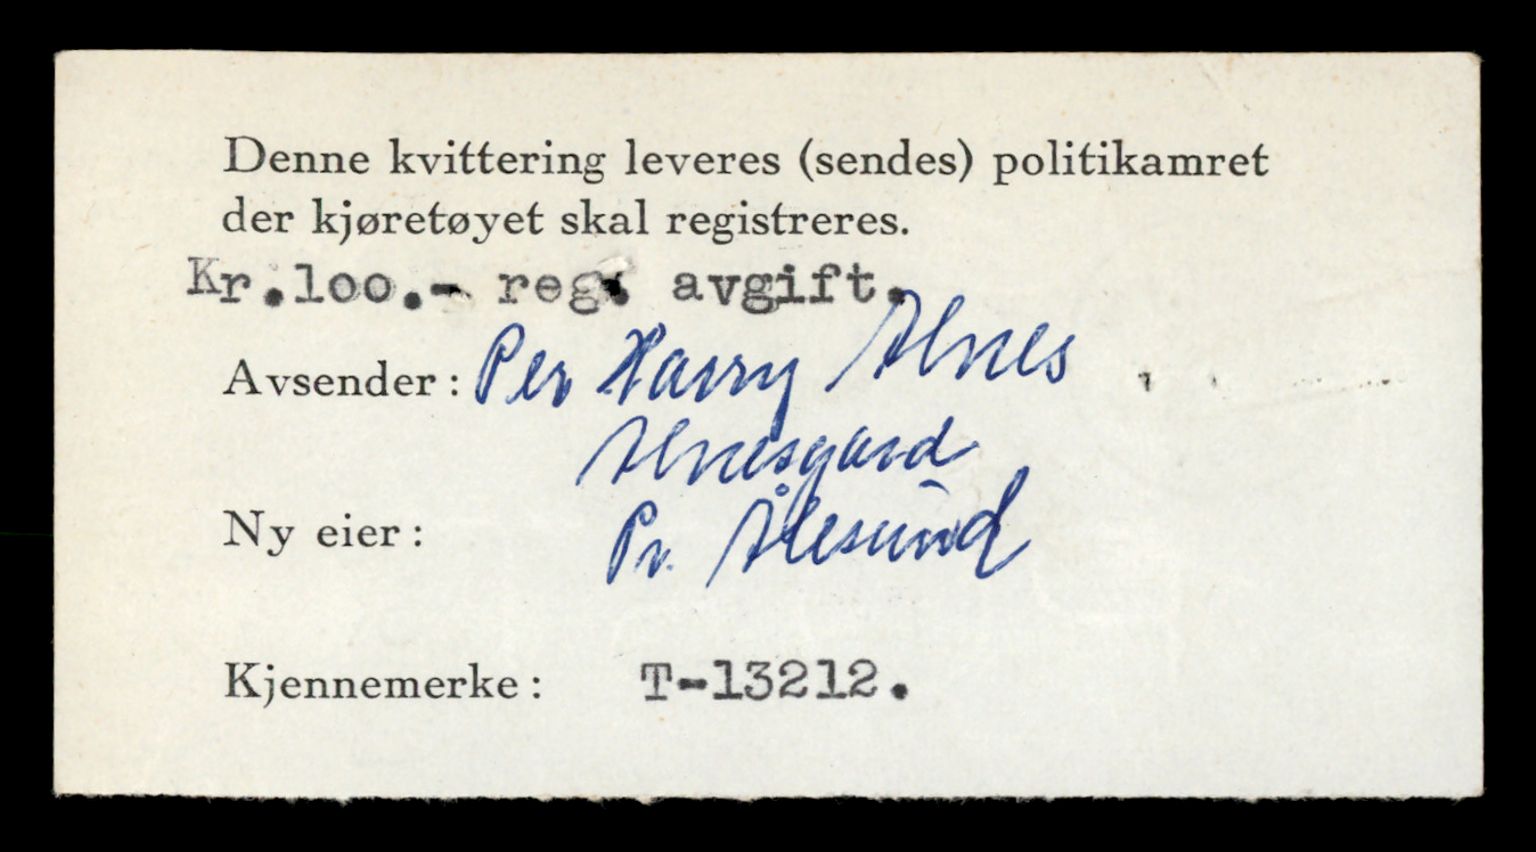 Denne kvittering leveres (sendes) politikamret
der kjøretøyet skal registreres.
Kr.loo.- reg. avgift.
Avsender: Per Harry Alnes
Alnesgard
Ny eier: Pr. Ålesund
Kjennemerke: T-13212.